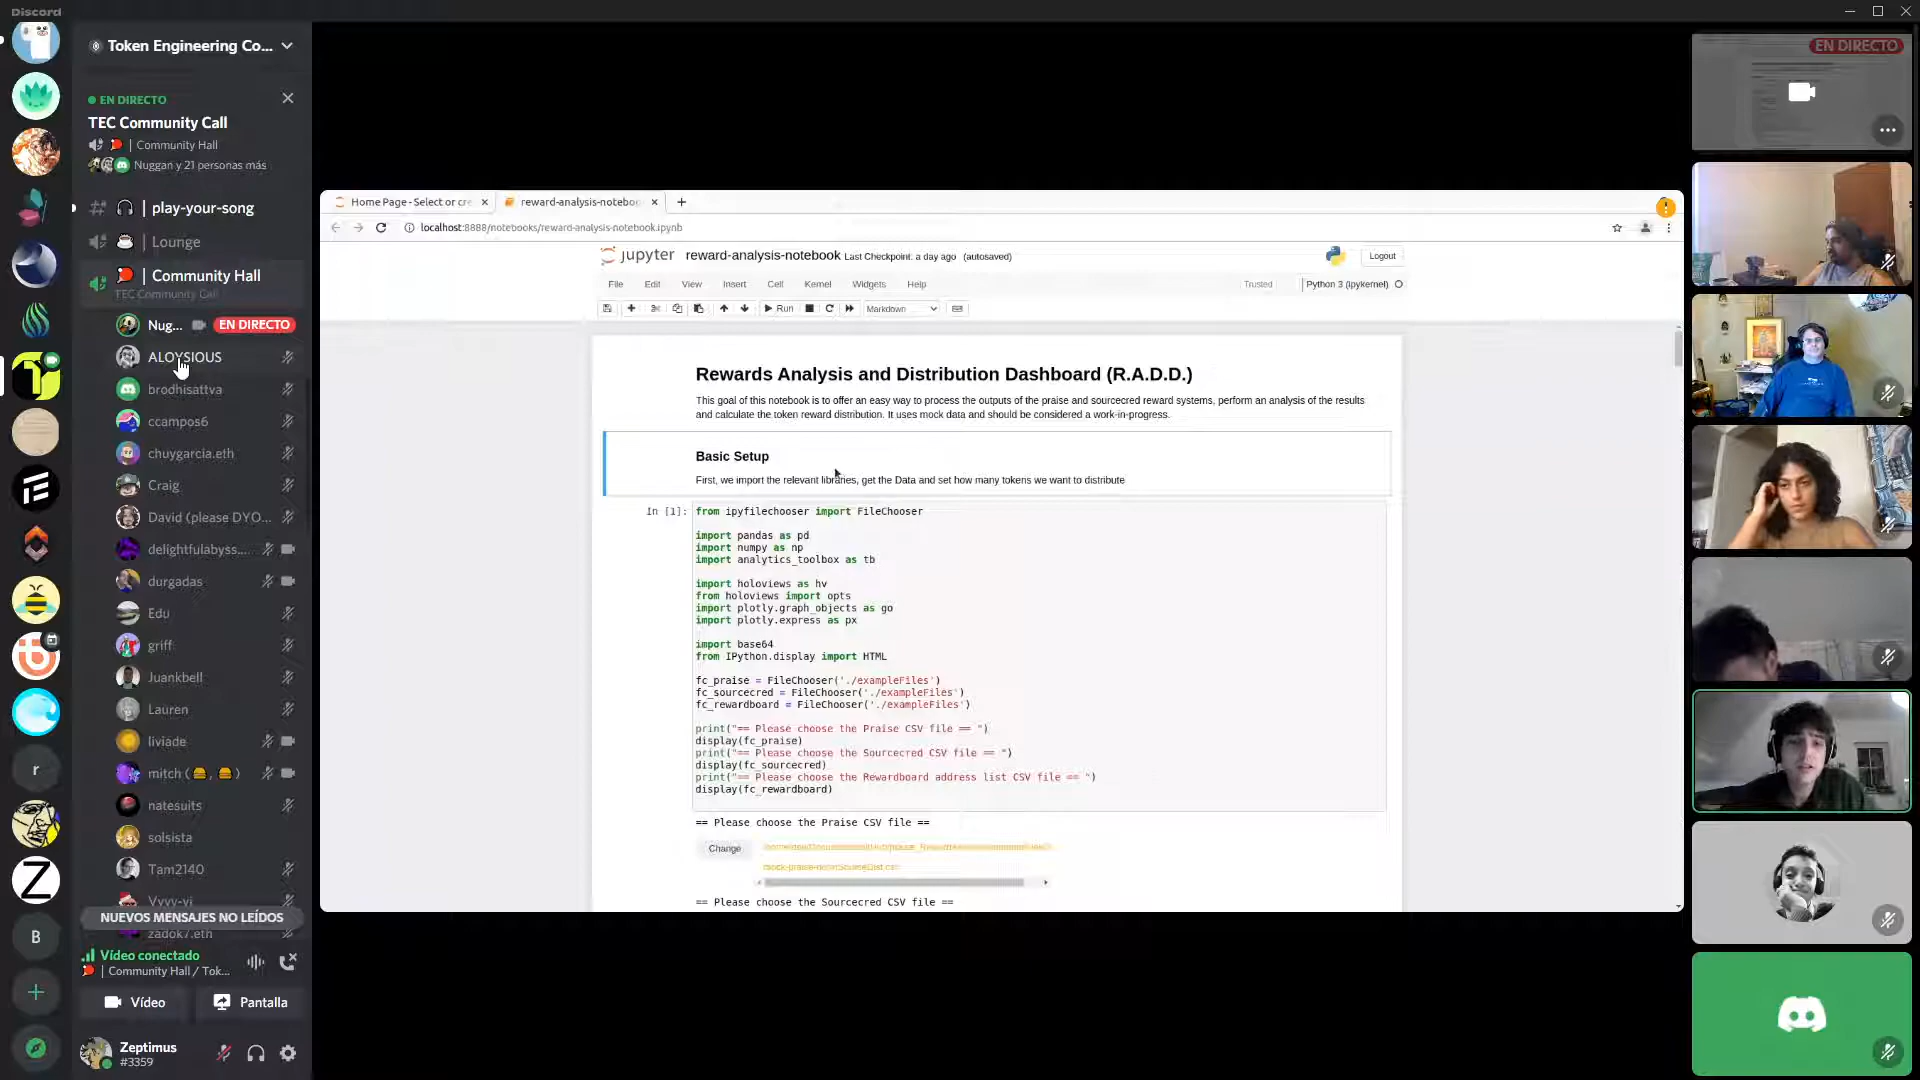 Discord
Token Engineering Co...
EN DIRECTO
TEC Community Call
| Community Hall
Nuggan y 21 personas más
| play-your-song
| Lounge
| Community Hall
TEC Community Call
Nug... EN DIRECTO
ALOYSIOUS
brodhisattva
ccampos6
chuygarcia.eth
Craig
David (please DYO...
delightfulabyss....
durgadas
Edu
griff
Juankbell
Lauren
liviade
mitch (🍔, 🍔)
natesuits
solsista
Tam2140
Vyvy-vi
NUEVOS MENSAJES NO LEÍDOS
zadok7.eth
Vídeo conectado
| Community Hall / Tok...
Vídeo
Pantalla
Zeptimus
#3359
r
B
Home Page - Select or cre
reward-analysis-noteboo
localhost:8888/notebooks/reward-analysis-notebook.ipynb
jupyter reward-analysis-notebook Last Checkpoint: a day ago (autosaved)
Logout
File Edit View Insert Cell Kernel Widgets Help
Trusted
Python 3 (ipykernel)
Run
Markdown
Rewards Analysis and Distribution Dashboard (R.A.D.D.)
This goal of this notebook is to offer an easy way to process the outputs of the praise and sourcecred reward systems, perform an analysis of the results
and calculate the token reward distribution. It uses mock data and should be considered a work-in-progress.
Basic Setup
First, we import the relevant libraries, get the Data and set how many tokens we want to distribute
In [1]:
from ipyfilechooser import FileChooser
import pandas as pd
import numpy as np
import analytics_toolbox as tb
import holoviews as hv
from holoviews import opts
import plotly.graph_objects as go
import plotly.express as px
import base64
from IPython.display import HTML
fc_praise = FileChooser('./exampleFiles')
fc_sourcecred = FileChooser('./exampleFiles')
fc_rewardboard = FileChooser('./exampleFiles')
print("== Please choose the Praise CSV file == ")
display(fc_praise)
print("== Please choose the Sourcecred CSV file == ")
display(fc_sourcecred)
print("== Please choose the Rewardboard address list CSV file == ")
display(fc_rewardboard)
== Please choose the Praise CSV file ==
Change
== Please choose the Sourcecred CSV file ==
EN DIRECTO